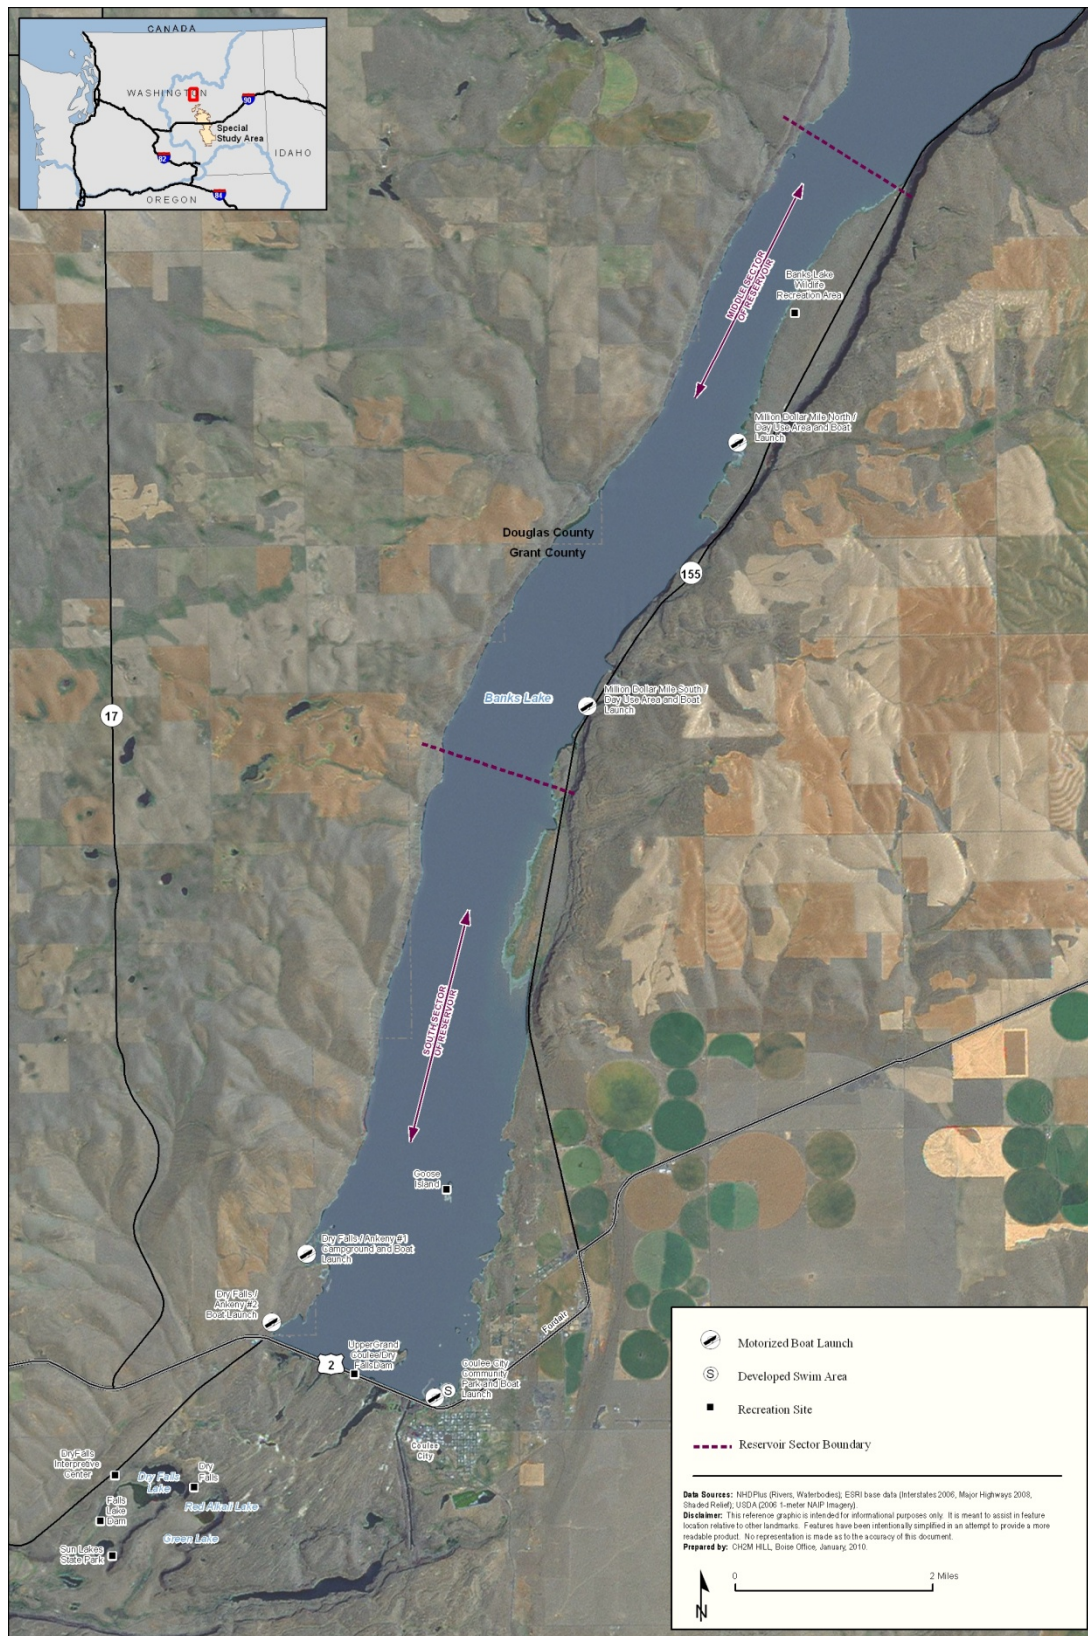 CANADA
WASHINGTON
90
Special
Study Area
IDAHO
82
OREGON
84
MIDDLE SECTOR
OF RESERVOIR
Banks Lake
Wildlife
Recreation Area
Million Dollar Mile North /
Day Use Area and Boat
Launch
Douglas County
Grant County
155
Banks Lake
Million Dollar Mile South /
Day Use Area and Boat
Launch
17
SOUTH SECTOR
OF RESERVOIR
Goose
Island
Dry Falls / Ankeny #1
Campground and Boat
Launch
Dry Falls /
Ankeny #2
Boat Launch
Fordair
2
Upper Grand
Coulee Dry
Falls Dam
S
Coulee City
Community
Park and Boat
Launch
Coulee
City
Dry Falls
Interpretive
Center
Dry Falls
Lake
Dry
Falls
Red Alkali Lake
Falls
Lake
Dam
Green Lake
Sun Lakes
State Park
Motorized Boat Launch
S
Developed Swim Area
Recreation Site
Reservoir Sector Boundary
Data Sources: NHDPlus (Rivers, Waterbodies); ESRI base data (Interstates 2006, Major Highways 2008,
Shaded Relief); USDA (2006 1-meter NAIP Imagery).
Disclaimer: This reference graphic is intended for informational purposes only. It is meant to assist in feature
location relative to other landmarks. Features have been intentionally simplified in an attempt to provide a more
readable product. No representation is made as to the accuracy of this document.
Prepared by: CH2M HILL, Boise Office, January, 2010.
0
2 Miles
N